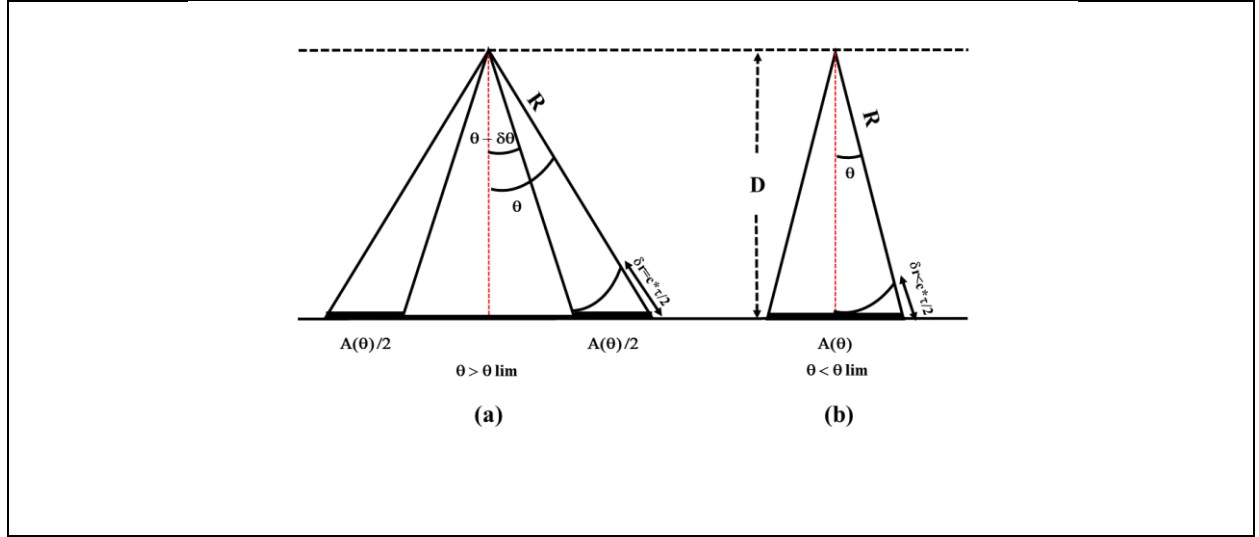 R
θ – δθ
θ
δr=c*τ/2
A(θ)/2
A(θ)/2
θ > θ lim
(a)
D
R
θ
δr<c*τ/2
A(θ)
θ < θ lim
(b)